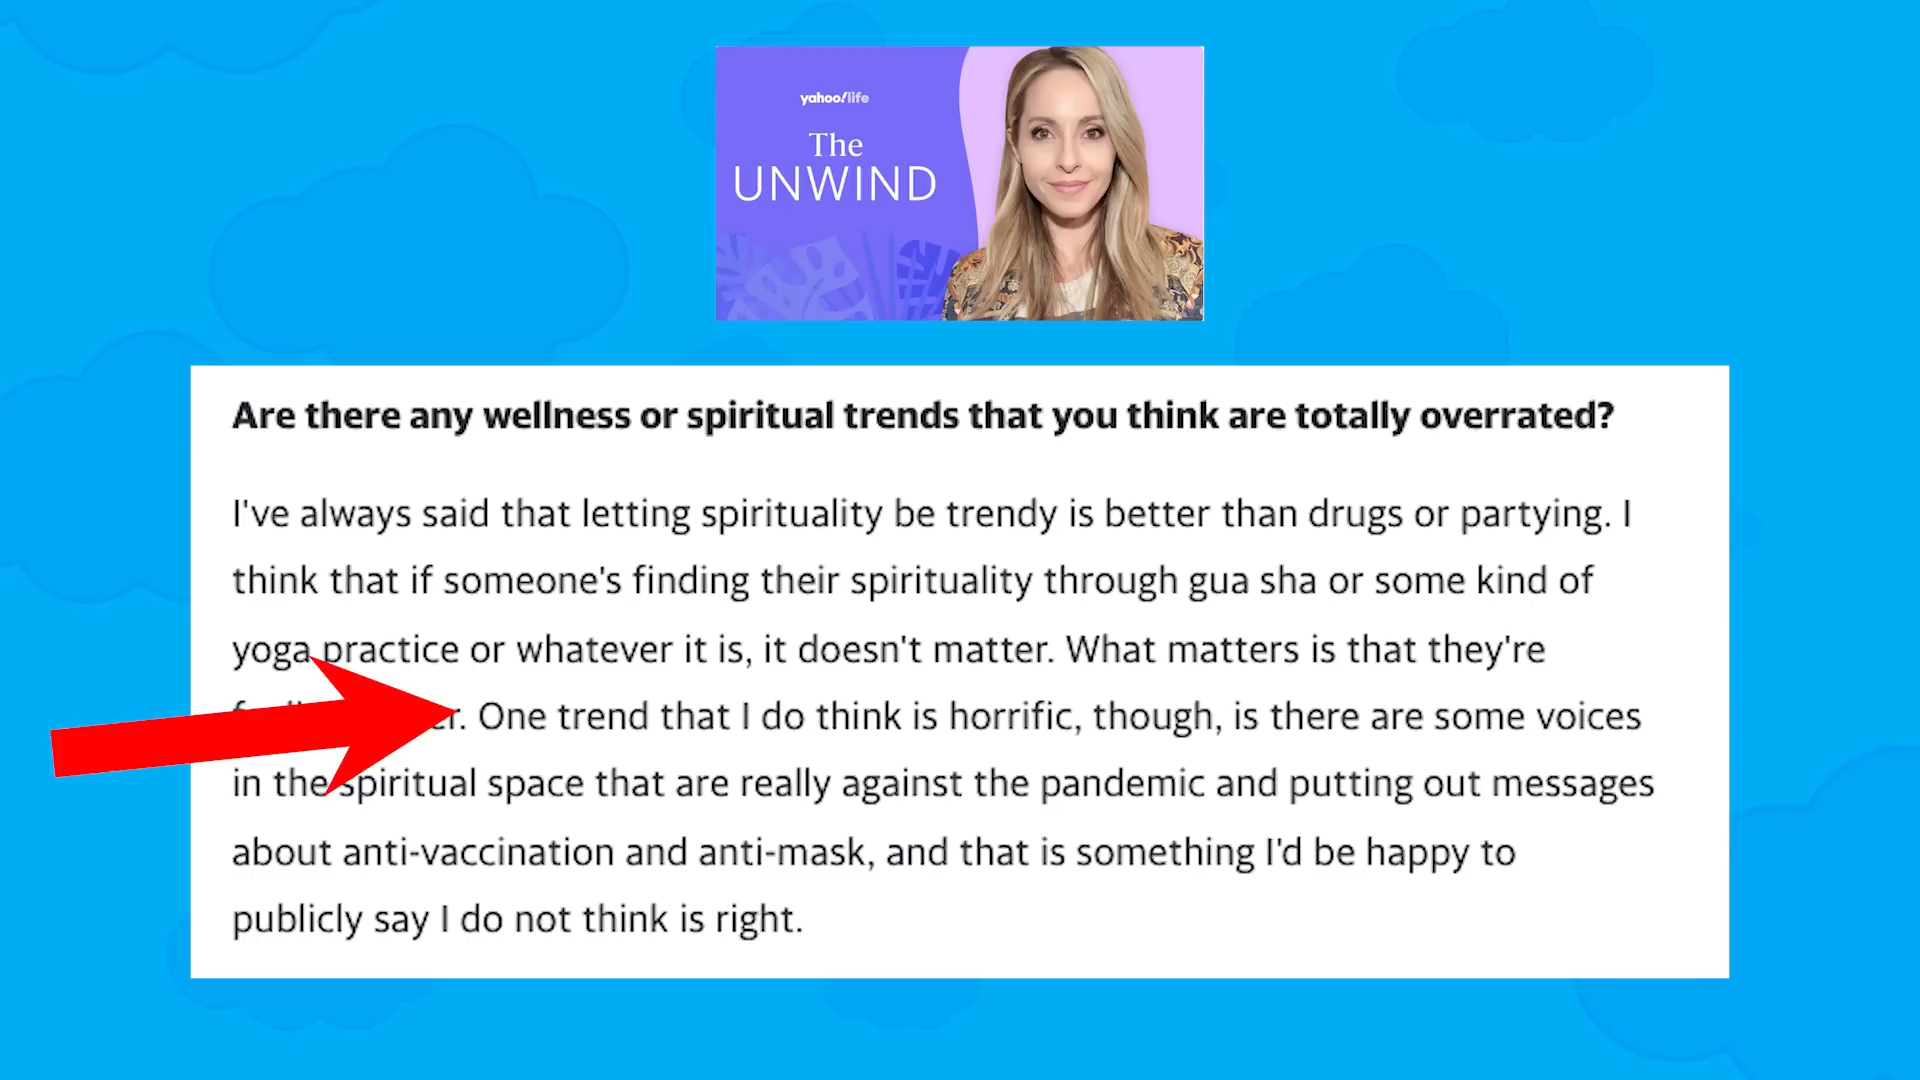 yahoo!life
The
UNWIND
Are there any wellness or spiritual trends that you think are totally overrated?
I've always said that letting spirituality be trendy is better than drugs or partying. I
think that if someone's finding their spirituality through gua sha or some kind of
yoga practice or whatever it is, it doesn't matter. What matters is that they're
One trend that I do think is horrific, though, is there are some voices
in the spiritual space that are really against the pandemic and putting out messages
about anti-vaccination and anti-mask, and that is something I'd be happy to
publicly say I do not think is right.